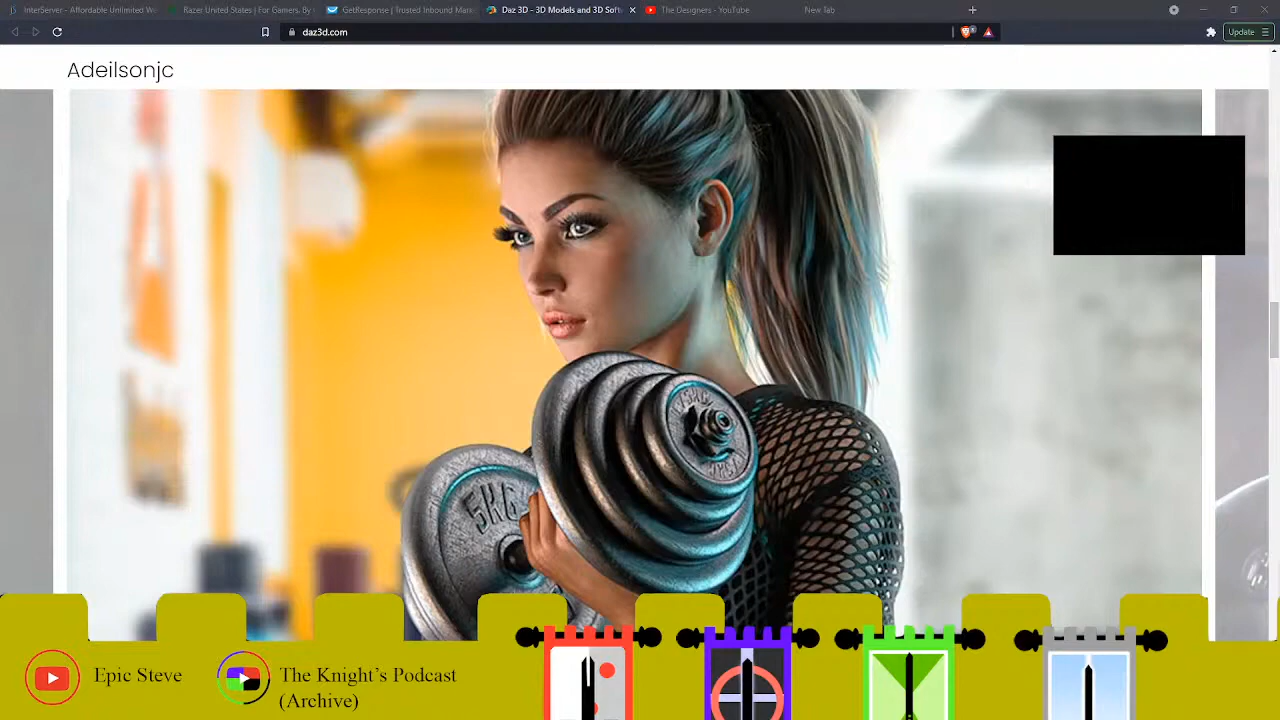 InterServer - Affordable Unlimited W
Razer United States | For Gamers. By
GetResponse | Trusted Inbound Mark
Daz 3D - 3D Models and 3D Soft
The Designers - YouTube
New Tab
daz3d.com
Update
Adeilsonjc
5KG
Epic Steve
The Knight's Podcast
(Archive)